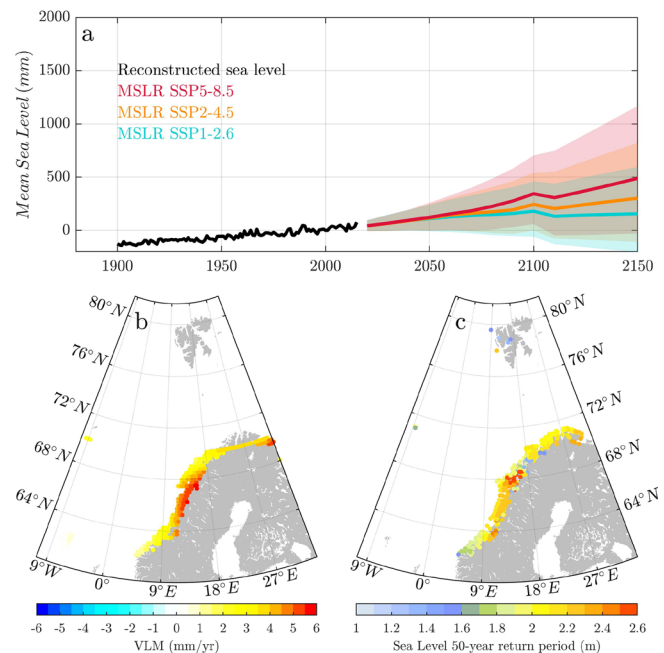 2000
a
1500
Reconstructed sea level
MSLR SSP5-8.5
MSLR SSP2-4.5
MSLR SSP1-2.6
1000
500
0
Mean Sea Level (mm)
1900 1950 2000 2050 2100 2150
b
80°N
76°N
72°N
68°N
64°N
9°W 0° 9°E 18°E 27°E
-6 -5 -4 -3 -2 -1 0 1 2 3 4 5 6
VLM (mm/yr)
c
80°N
76°N
72°N
68°N
64°N
9°W 0° 9°E 18°E 27°E
1 1.2 1.4 1.6 1.8 2 2.2 2.4 2.6
Sea Level 50-year return period (m)